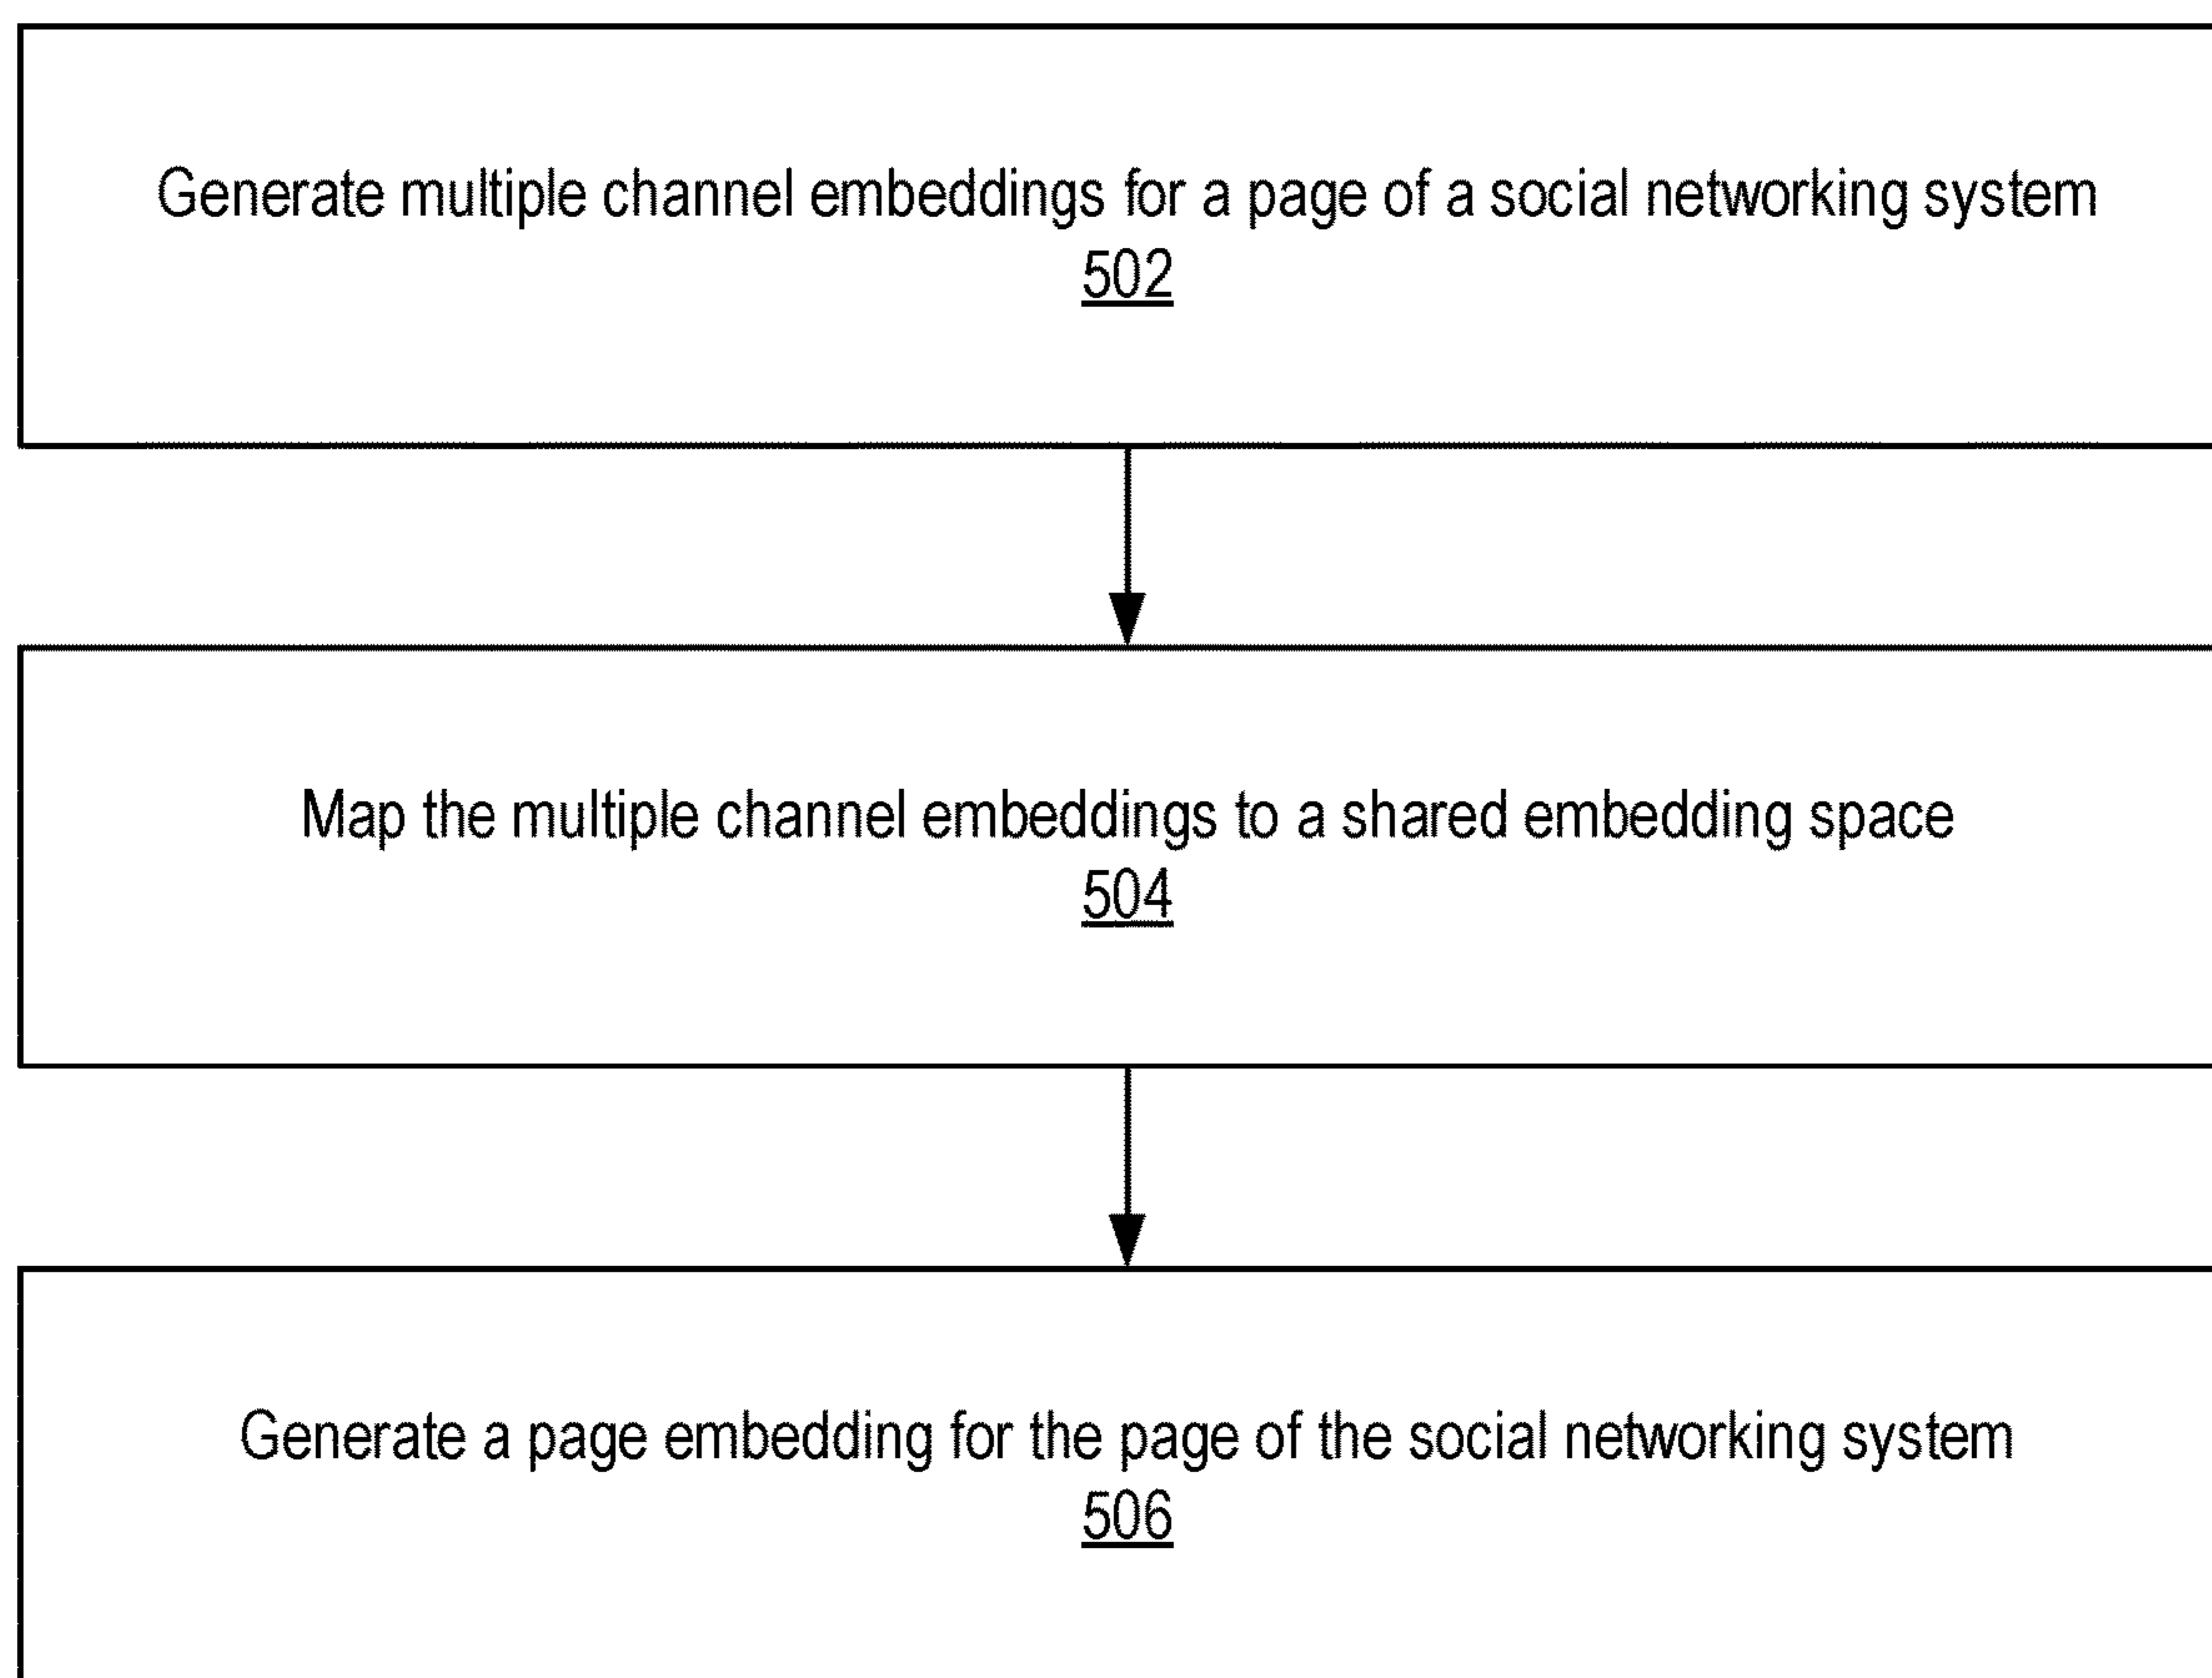 Generate multiple channel embeddings for a page of a social networking system
502
Map the multiple channel embeddings to a shared embedding space
504
Generate a page embedding for the page of the social networking system
506